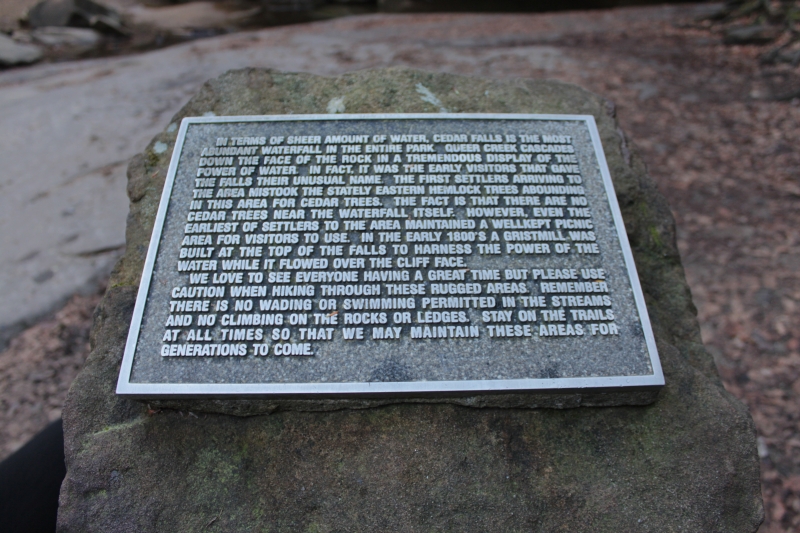 IN TERMS OF SHEER AMOUNT OF WATER, CEDAR FALLS IS THE MOST
ABUNDANT WATERFALL IN THE ENTIRE PARK. QUEER CREEK CASCADES
DOWN THE FACE OF THE ROCK IN A TREMENDOUS DISPLAY OF THE
POWER OF WATER. IN FACT, IT WAS THE EARLY VISITORS THAT GAVE
THE FALLS THEIR UNUSUAL NAME. THE FIRST SETTLERS ARRIVING TO
THE AREA MISTOOK THE STATELY EASTERN HEMLOCK TREES ABOUNDING
IN THIS AREA FOR CEDAR TREES. THE FACT IS THAT THERE ARE NO
CEDAR TREES NEAR THE WATERFALL ITSELF. HOWEVER, EVEN THE
EARLIEST OF SETTLERS TO THE AREA MAINTAINED A WELLKEPT PICNIC
AREA FOR VISITORS TO USE. IN THE EARLY 1800'S A GRISTMILL WAS
BUILT AT THE TOP OF THE FALLS TO HARNESS THE POWER OF THE
WATER WHILE IT FLOWED OVER THE CLIFF FACE.
WE LOVE TO SEE EVERYONE HAVING A GREAT TIME BUT PLEASE USE
CAUTION WHEN HIKING THROUGH THESE RUGGED AREAS. REMEMBER
THERE IS NO WADING OR SWIMMING PERMITTED IN THE STREAMS
AND NO CLIMBING ON THE ROCKS OR LEDGES. STAY ON THE TRAILS
AT ALL TIMES SO THAT WE MAY MAINTAIN THESE AREAS FOR
GENERATIONS TO COME.